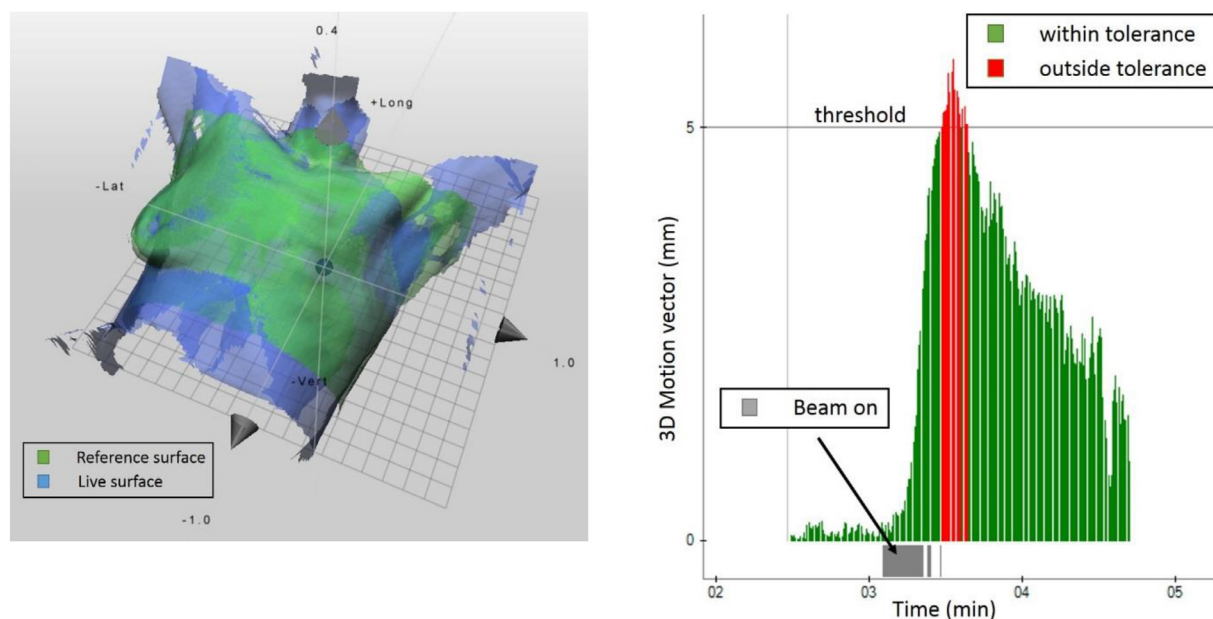 0.4
+Long
-Lat
-Vert
1.0
-1.0
Reference surface
Live surface
within tolerance
outside tolerance
threshold
5
3D Motion vector (mm)
Beam on
0
02
03
04
05
Time (min)